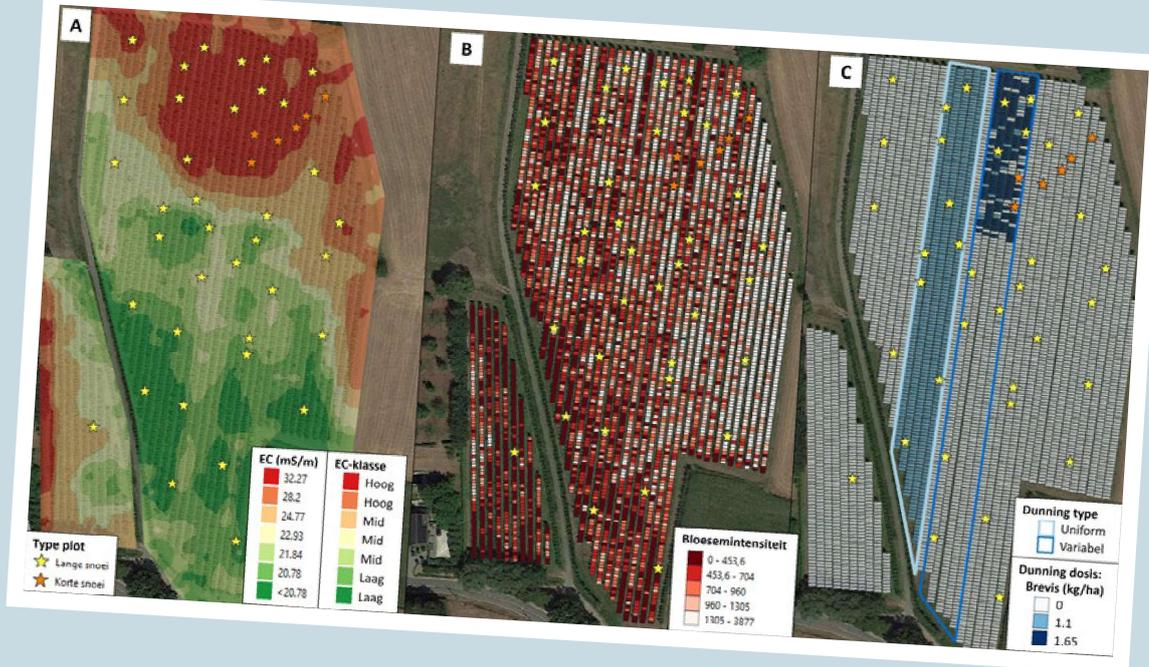 A
B
C
Type plot
Lange snoei
Korte snoei
EC (mS/m)
32.27
28.2
24.77
22.93
21.84
20.78
<20.78
EC-klasse
Hoog
Hoog
Mid
Mid
Mid
Laag
Laag
Bloesemintensiteit
0 - 453,6
453,6 - 704
704 - 960
960 - 1305
1305 - 3877
Dunning type
Uniform
Variabel
Dunning dosis:
Brevis (kg/ha)
0
1.1
1.65